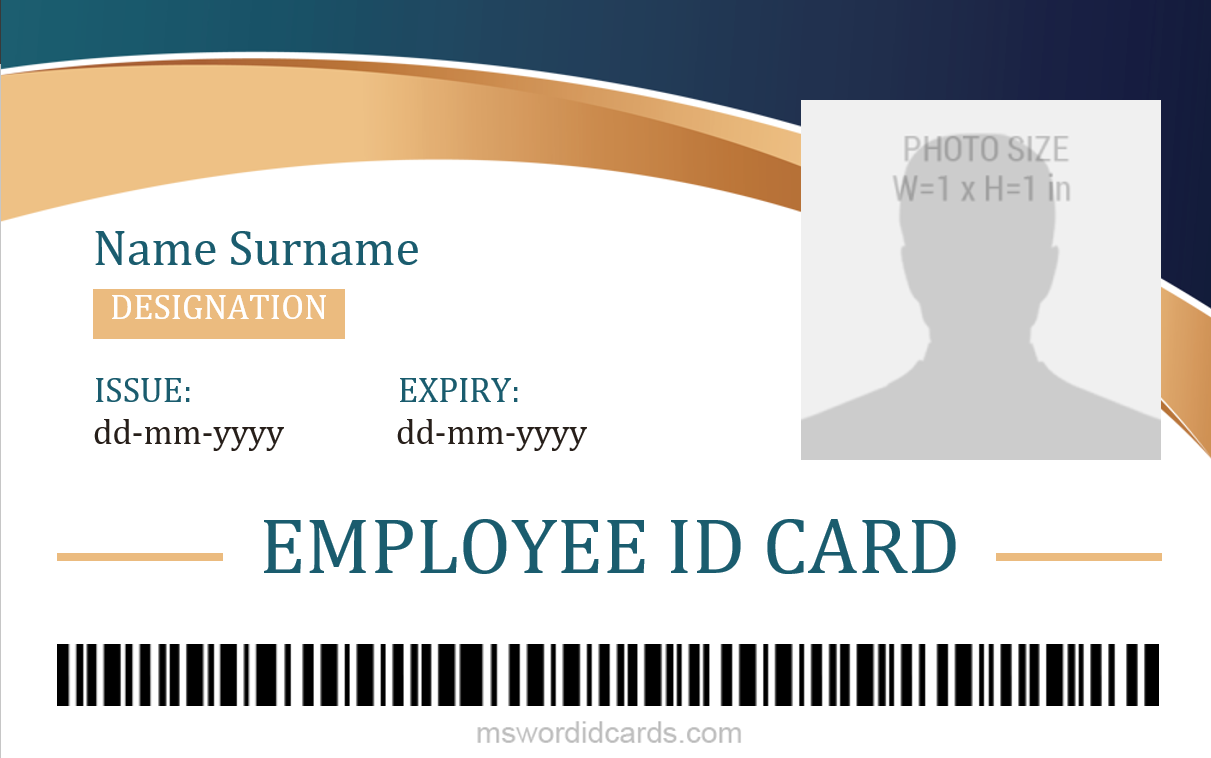 PHOTO SIZE
W=1 x H=1 in
Name Surname
DESIGNATION
ISSUE:
EXPIRY:
dd-mm-yyyy
dd-mm-yyyy
EMPLOYEE ID CARD
mswordidcards.com